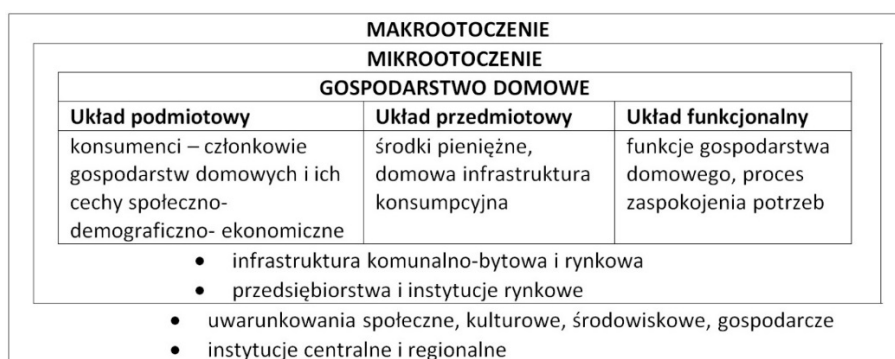 MAKROOTOCZENIE
MIKROOTOCZENIE
GOSPODARSTWO DOMOWE
Układ podmiotowy
konsumenci – członkowie
gospodarstw domowych i ich
cechy społeczno-
demograficzno- ekonomiczne
Układ przedmiotowy
środki pieniężne,
domowa infrastruktura
konsumpcyjna
Układ funkcjonalny
funkcje gospodarstwa
domowego, proces
zaspokojenia potrzeb
• infrastruktura komunalno-bytowa i rynkowa
• przedsiębiorstwa i instytucje rynkowe
• uwarunkowania społeczne, kulturowe, środowiskowe, gospodarcze
• instytucje centralne i regionalne